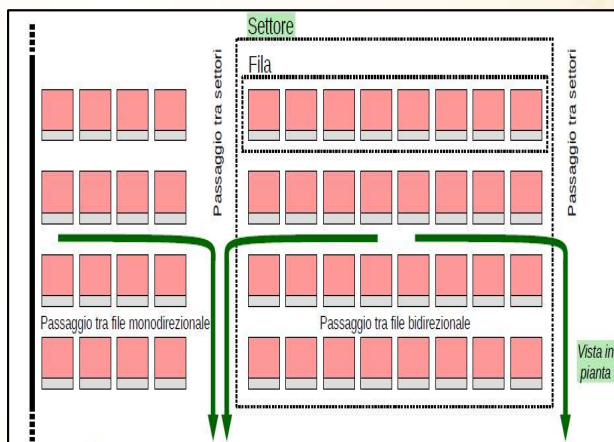 Settore
Fila
Passaggio tra settori
Passaggio tra settori
Passaggio tra file monodirezionale
Passaggio tra file bidirezionale
Vista in
pianta